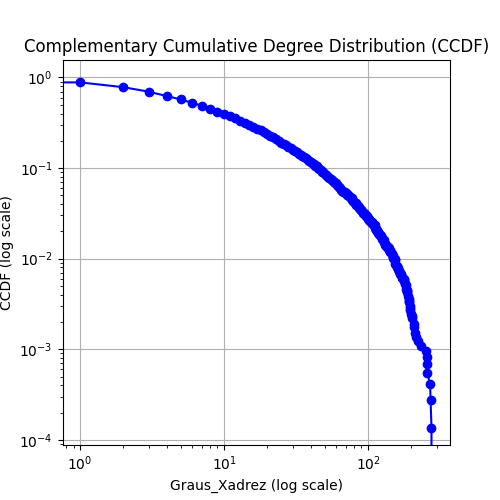 Complementary Cumulative Degree Distribution (CCDF)
CCDF (log scale)
10⁰
10⁻¹
10⁻²
10⁻³
10⁻⁴
10⁰ 10¹ 10²
Graus_Xadrez (log scale)